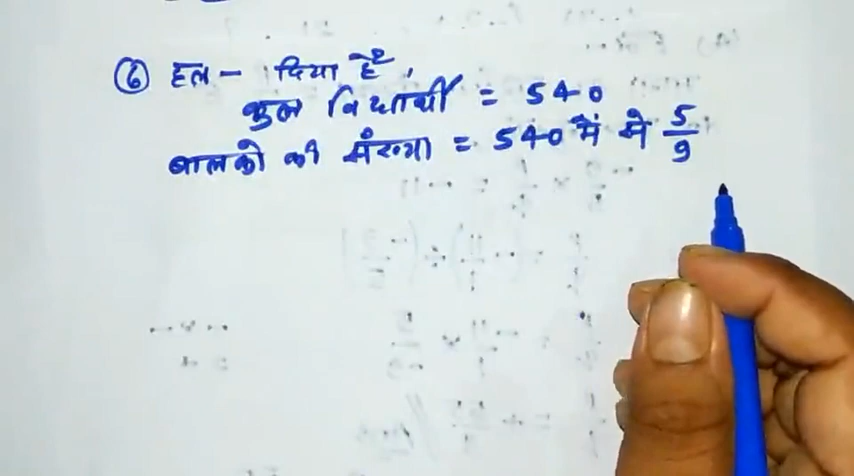 ⑥ हल - दिया है,
कुल विद्यार्थी = 540
बालको की संख्या = 540 में से 5/9